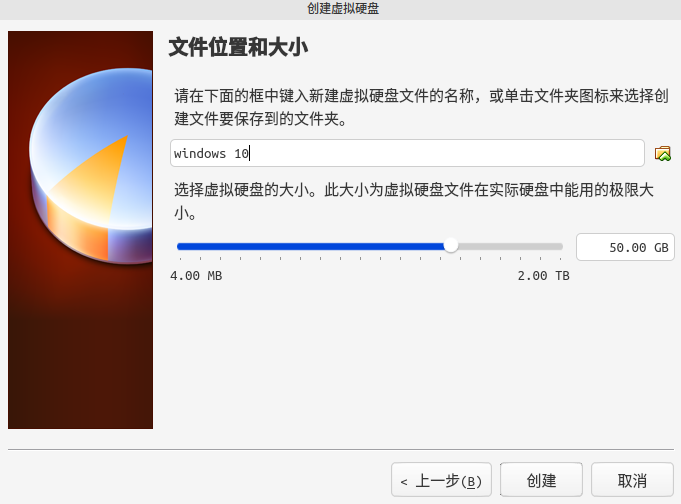 创建虚拟硬盘
文件位置和大小
请在下面的框中键入新建虚拟硬盘文件的名称，或单击文件夹图标来选择创
建文件要保存到的文件夹。
windows 10
选择虚拟硬盘的大小。此大小为虚拟硬盘文件在实际硬盘中能用的极限大
小。
50.00 GB
4.00 MB 2.00 TB
< 上一步(B) 创建 取消